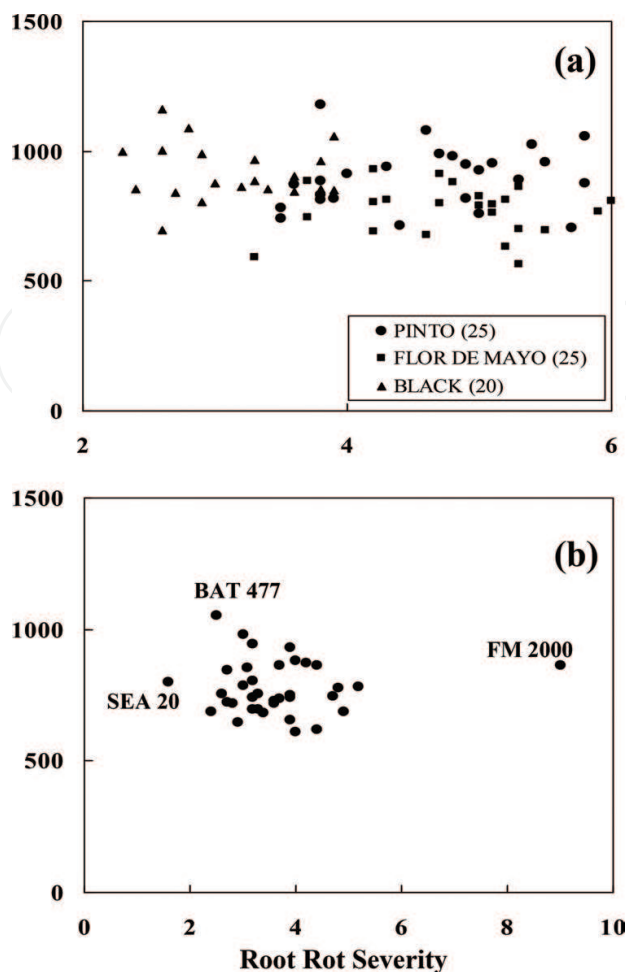 1500
(a)
1000
500
PINTO (25)
FLOR DE MAYO (25)
BLACK (20)
0
2 4 6
1500
(b)
BAT 477
1000
FM 2000
SEA 20
500
0
0 2 4 6 8 10
Root Rot Severity